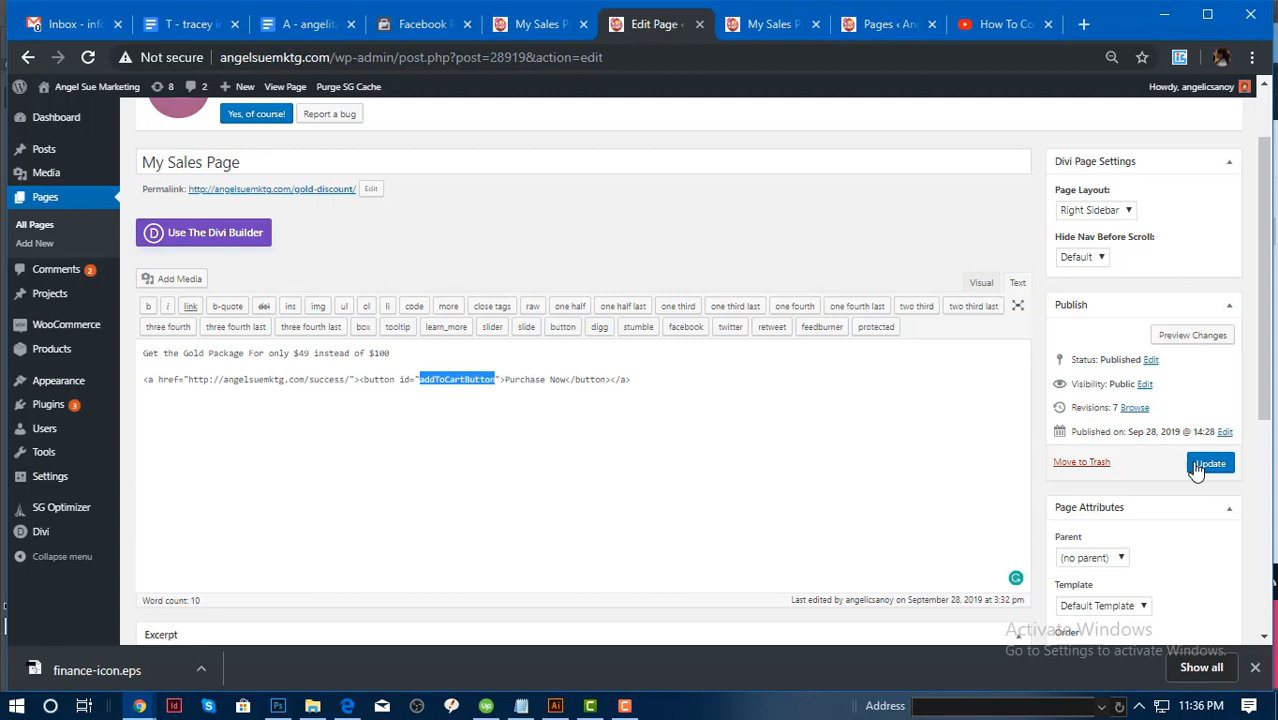 Inbox - info
T - tracey in
A - angelita
Facebook P
My Sales P
Edit Page ‹
My Sales P
Pages ‹ An
How To Co
Not secure angelsuemktg.com/wp-admin/post.php?post=28919&action=edit
Angel Sue Marketing 8 2 New View Page Purge SG Cache Howdy, angelicsanoy
Dashboard
Posts
Media
Pages
All Pages
Add New
Comments 2
Projects
WooCommerce
Products
Appearance
Plugins 3
Users
Tools
Settings
SG Optimizer
Divi
Collapse menu
Yes, of course! Report a bug
My Sales Page
Permalink: http://angelsuemktg.com/gold-discount/ Edit
D Use The Divi Builder
Add Media
Visual Text
b i link b-quote del ins img ul ol li code more close tags raw one half one half last one third one third last one fourth one fourth last two third two third last
three fourth three fourth last three fourth last box tooltip learn_more slider slide button digg stumble facebook twitter retweet feedburner protected
Get the Gold Package For only $49 instead of $100
<a href="http://angelsuemktg.com/success/"><button id="addToCartButton">Purchase Now</button></a>
Word count: 10 Last edited by angelicsanoy on September 28, 2019 at 3:32 pm
Excerpt
Divi Page Settings
Page Layout:
Right Sidebar
Hide Nav Before Scroll:
Default
Publish
Preview Changes
Status: Published Edit
Visibility: Public Edit
Revisions: 7 Browse
Published on: Sep 28, 2019 @ 14:28 Edit
Move to Trash Update
Page Attributes
Parent
(no parent)
Template
Default Template
Order
Activate Windows
Go to Settings to activate Windows.
finance-icon.eps
Show all
Address
11:36 PM